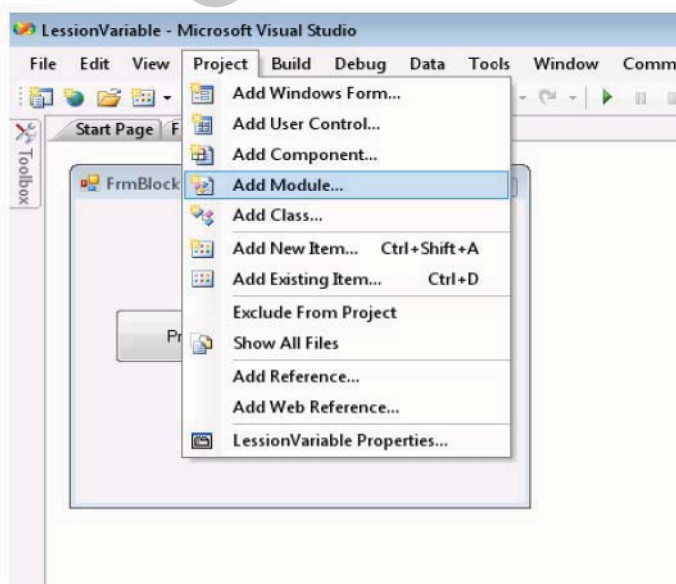 LessionVariable - Microsoft Visual Studio
File Edit View Project Build Debug Data Tools Window Comm
Add Windows Form...
Add User Control...
Add Component...
Add Module...
Add Class...
Add New Item... Ctrl+Shift+A
Add Existing Item... Ctrl+D
Exclude From Project
Show All Files
Add Reference...
Add Web Reference...
LessionVariable Properties...
Start Page F
Toolbox
FrmBlock
Pr